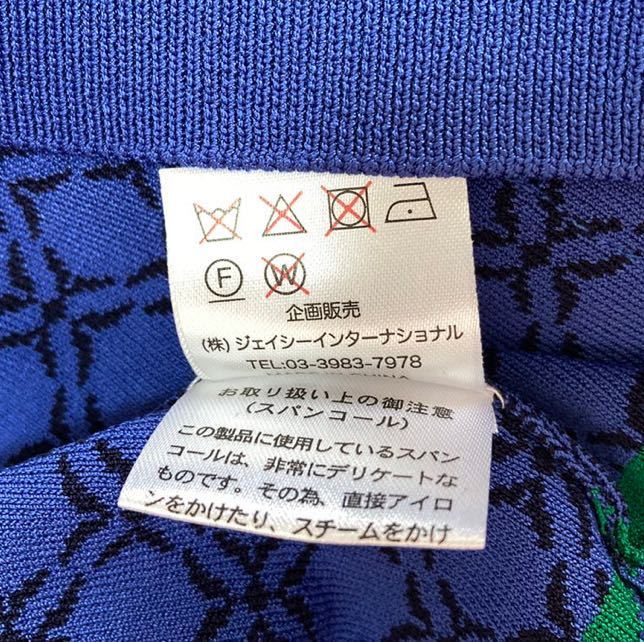 F W
企画販売
(株) ジェイシーインターナショナル
TEL:03-3983-7978
お取り扱い上の御注意
(スパンコール)
この製品に使用しているスパン
コールは、非常にデリケートな
ものです。その為、直接アイロ
ンをかけたり、スチームをかけ